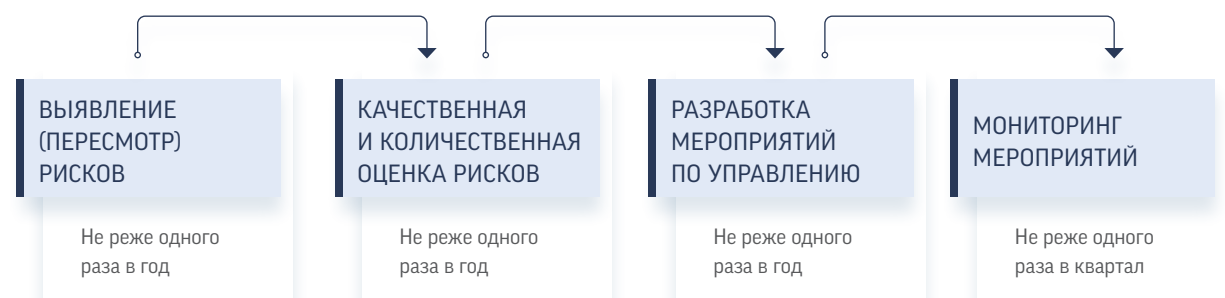 ВЫЯВЛЕНИЕ
(ПЕРЕСМОТР)
РИСКОВ
Не реже одного
раза в год
КАЧЕСТВЕННАЯ
И КОЛИЧЕСТВЕННАЯ
ОЦЕНКА РИСКОВ
Не реже одного
раза в год
РАЗРАБОТКА
МЕРОПРИЯТИЙ
ПО УПРАВЛЕНИЮ
Не реже одного
раза в год
МОНИТОРИНГ
МЕРОПРИЯТИЙ
Не реже одного
раза в квартал